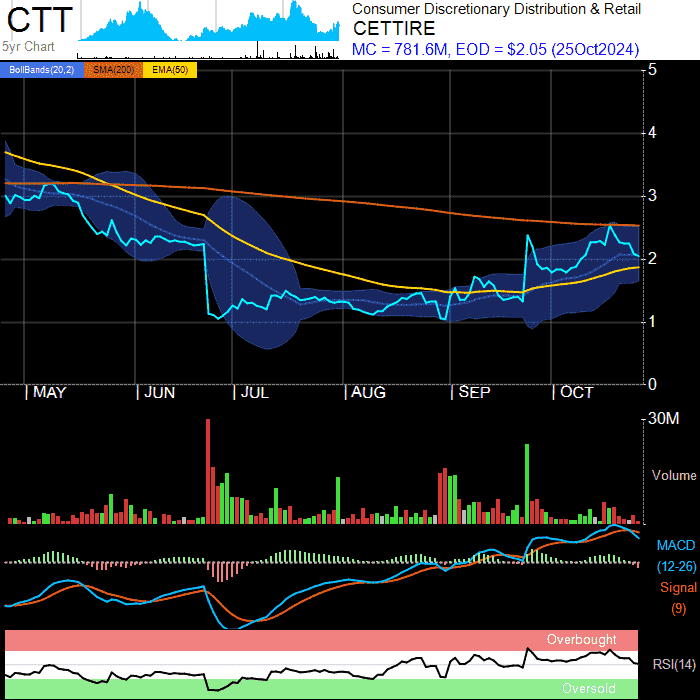 CTT
Consumer Discretionary Distribution & Retail
CETTIRE
5yr Chart
MC = 781.6M, EOD = $2.05 (25Oct2024)
BollBands(20,2) SMA(200) EMA(50)
5
4
3
2
1
0
MAY JUN JUL AUG SEP OCT
30M
Volume
MACD
(12-26)
Signal
(9)
Overbought
RSI(14)
Oversold